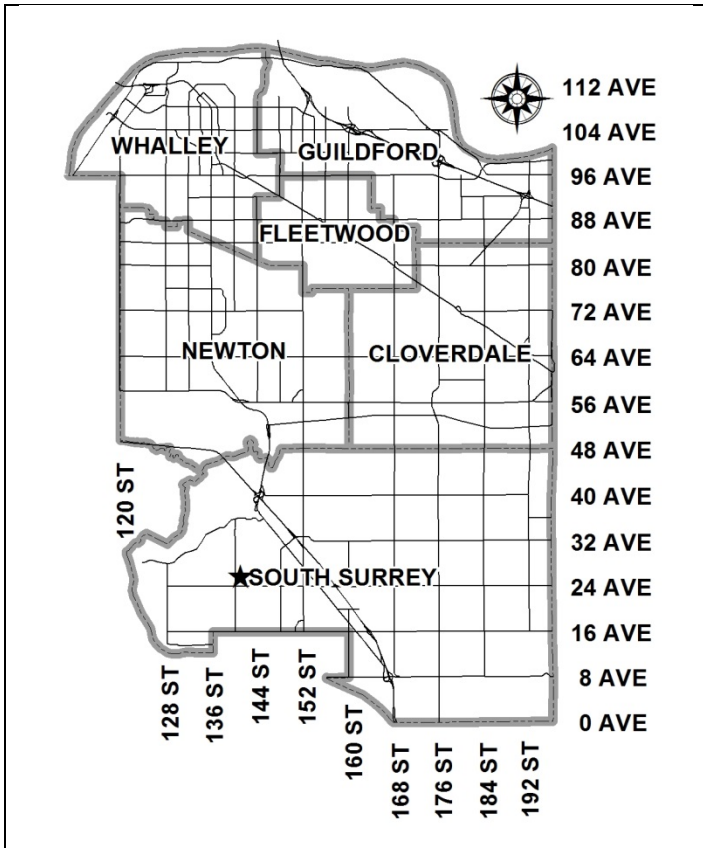 112 AVE
104 AVE
WHALLEY
GUILDFORD
96 AVE
88 AVE
FLEETWOOD
80 AVE
72 AVE
NEWTON
CLOVERDALE
64 AVE
56 AVE
48 AVE
120 ST
40 AVE
32 AVE
SOUTH SURREY
24 AVE
16 AVE
8 AVE
0 AVE
128 ST
136 ST
144 ST
152 ST
160 ST
168 ST
176 ST
184 ST
192 ST